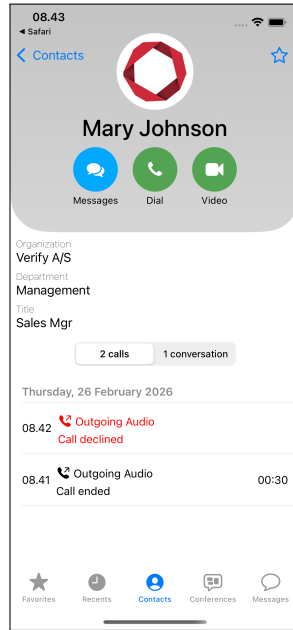 08.43
◀ Safari
Contacts
Mary Johnson
Messages Dial Video
Organization
Verify A/S
Department
Management
Title
Sales Mgr
2 calls 1 conversation
Thursday, 26 February 2026
08.42 Outgoing Audio
Call declined
08.41 Outgoing Audio 00:30
Call ended
Favorites Recents Contacts Conferences Messages